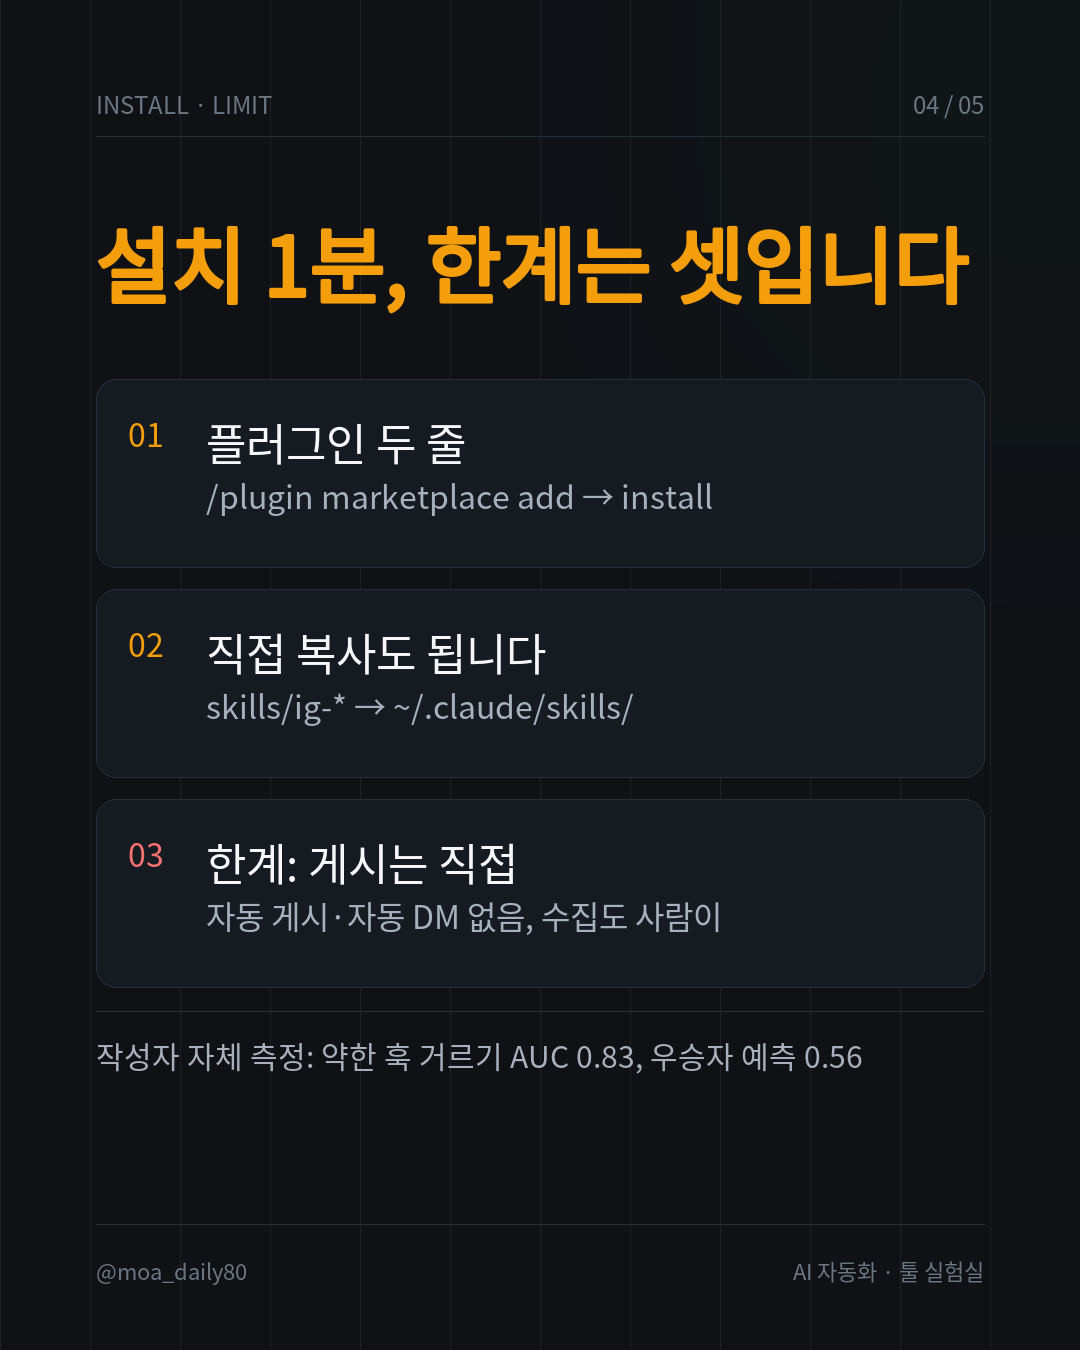 INSTALL · LIMIT
04 / 05
설치 1분, 한계는 셋입니다
01
플러그인 두 줄
/plugin marketplace add → install
02
직접 복사도 됩니다
skills/ig-* → ~/.claude/skills/
03
한계: 게시는 직접
자동 게시·자동 DM 없음, 수집도 사람이
작성자 자체 측정: 약한 훅 거르기 AUC 0.83, 우승자 예측 0.56
@moa_daily80
AI 자동화 · 툴 실험실